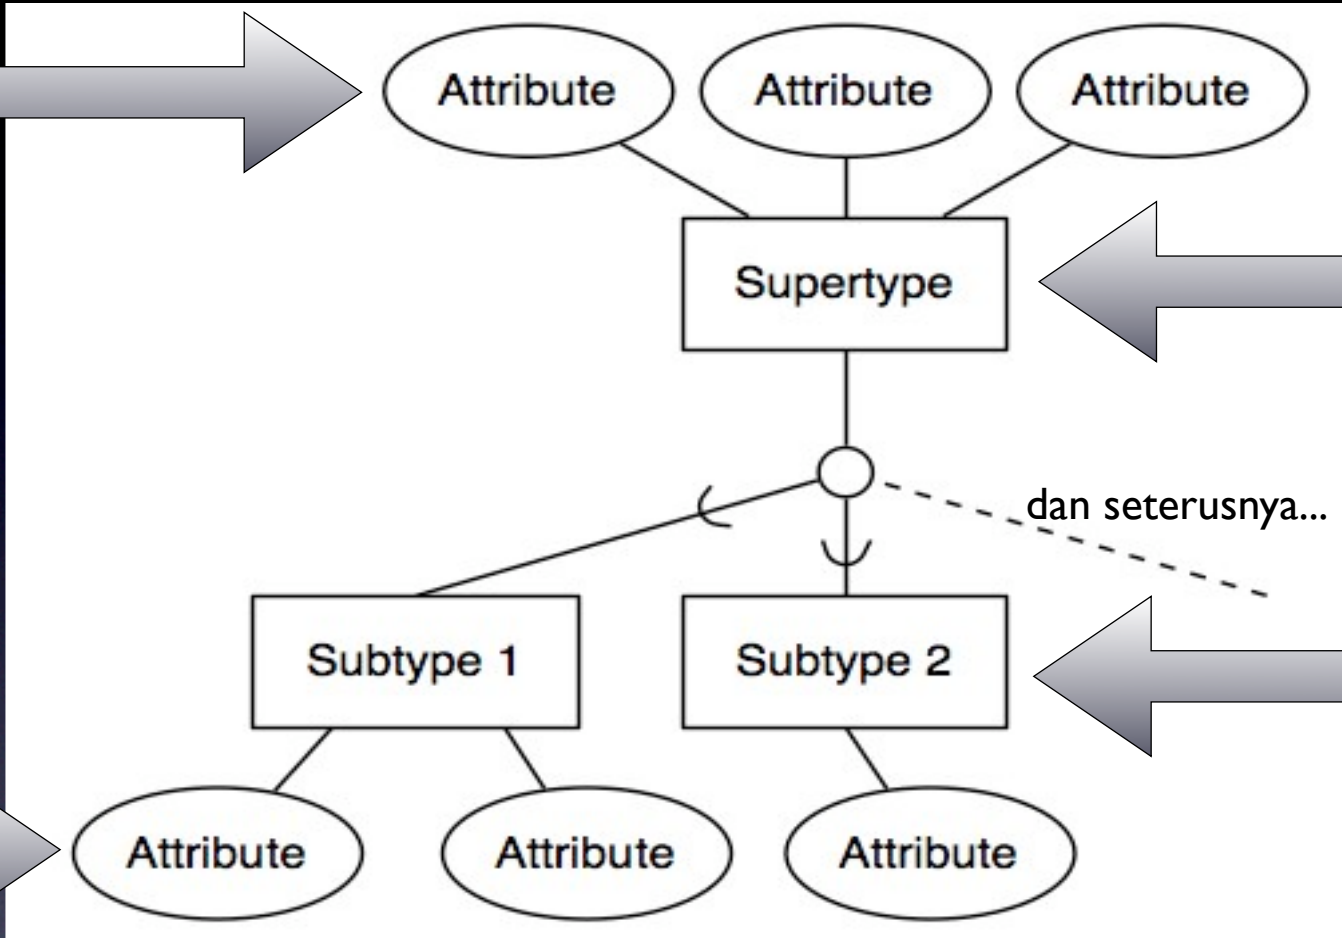 Attribute
Attribute
Attribute
Supertype
dan seterusnya...
Subtype 1
Subtype 2
Attribute
Attribute
Attribute